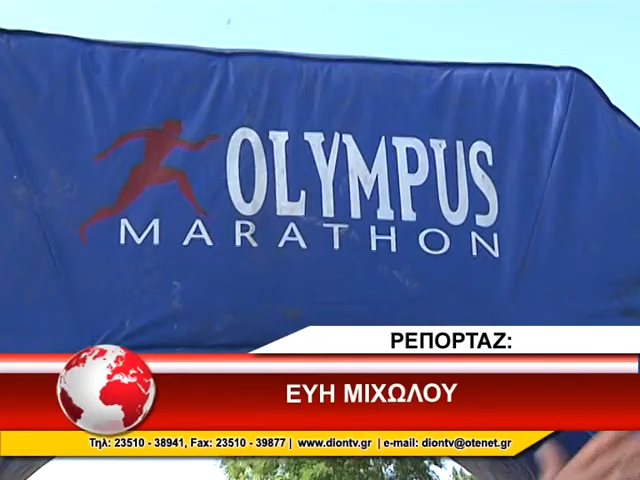 OLYMPUS
MARATHON
ΡΕΠΟΡΤΑΖ:
ΕΥΗ ΜΙΧΩΛΟΥ
Τηλ: 23510 - 38941, Fax: 23510 - 39877 | www.diontv.gr | e-mail: diontv@otenet.gr